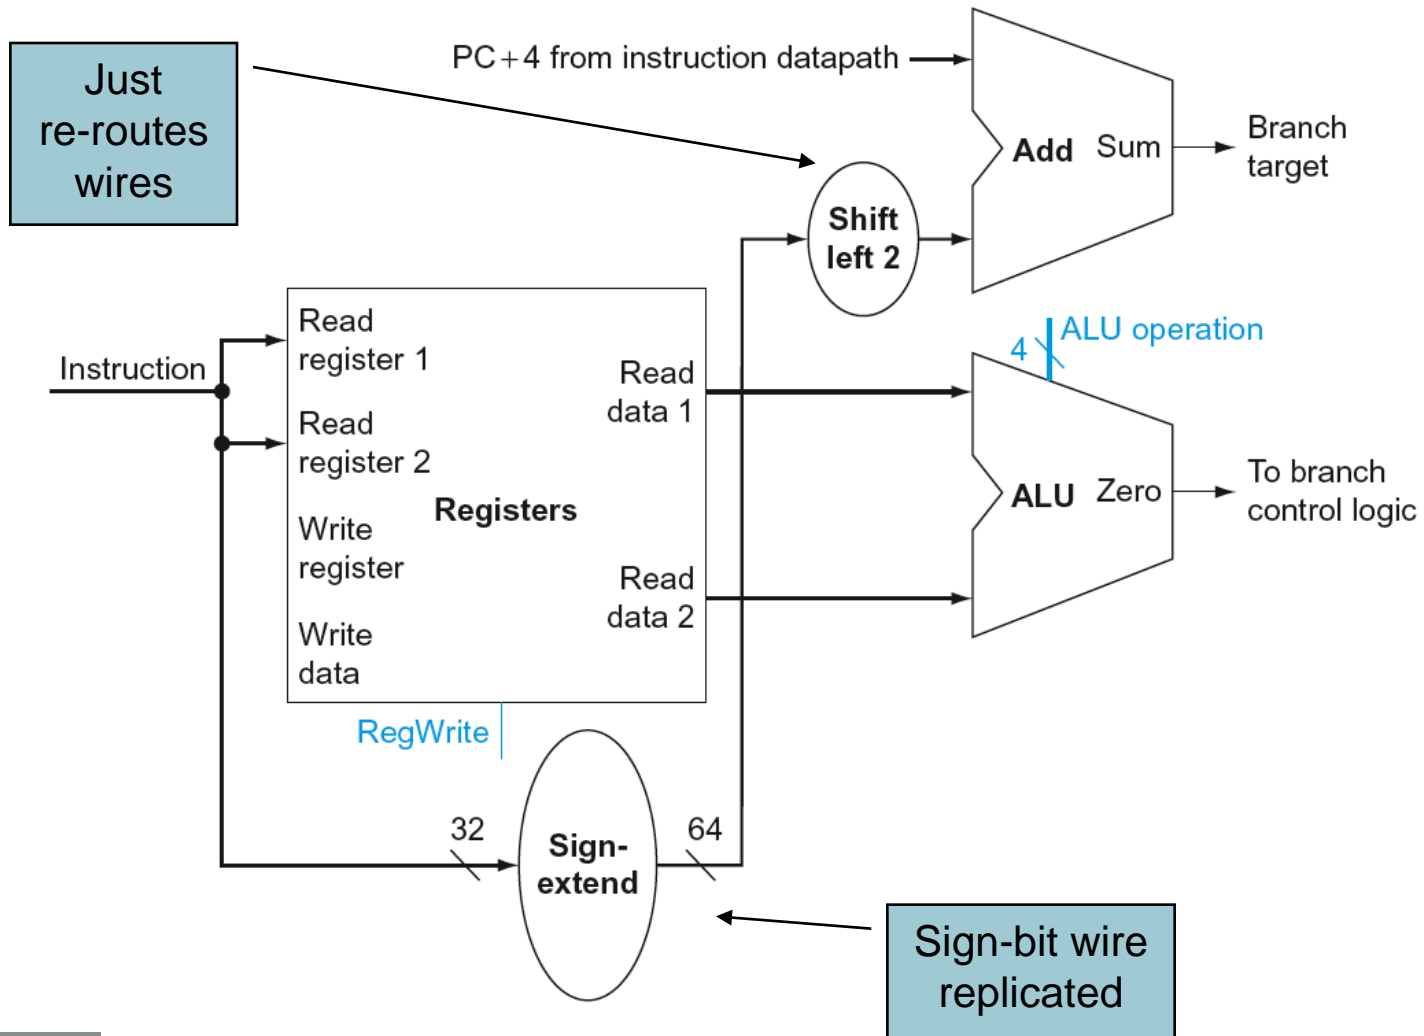 Just
re-routes
wires
PC+4 from instruction datapath
Add Sum
Branch
target
Shift
left 2
ALU operation
4
Instruction
Read
register 1
Read
register 2
Write
register
Write
data
Registers
Read
data 1
Read
data 2
RegWrite
ALU Zero
To branch
control logic
32
Sign-
extend
64
Sign-bit wire
replicated